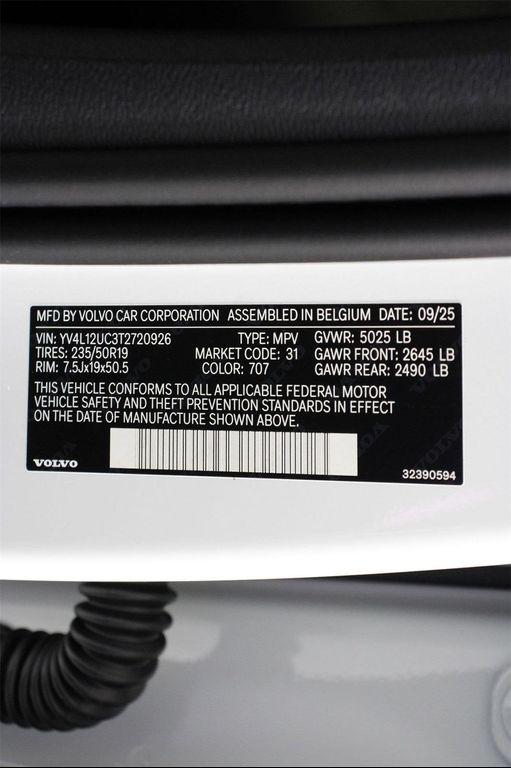 MFD BY VOLVO CAR CORPORATION ASSEMBLED IN BELGIUM DATE: 09/25
VIN: YV4L12UC3T2720926 TYPE: MPV GVWR: 5025 LB
TIRES: 235/50R19 MARKET CODE: 31 GAWR FRONT: 2645 LB
RIM: 7.5Jx19x50.5 COLOR: 707 GAWR REAR: 2490 LB
THIS VEHICLE CONFORMS TO ALL APPLICABLE FEDERAL MOTOR
VEHICLE SAFETY AND THEFT PREVENTION STANDARDS IN EFFECT
ON THE DATE OF MANUFACTURE SHOWN ABOVE.
VOLVO 32390594